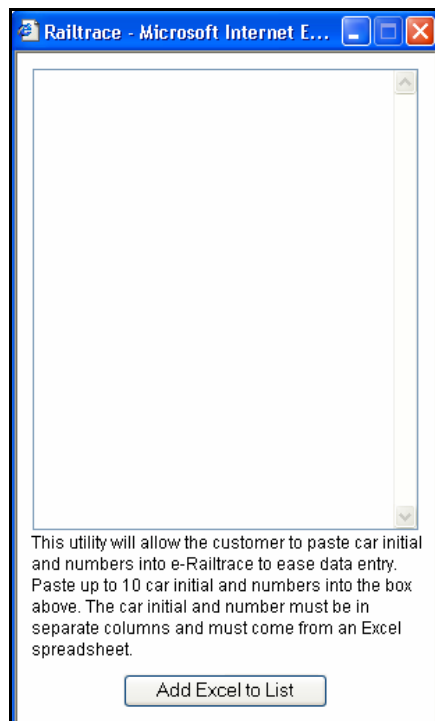 Railtrace - Microsoft Internet E...
This utility will allow the customer to paste car initial
and numbers into e-Railtrace to ease data entry.
Paste up to 10 car initial and numbers into the box
above. The car initial and number must be in
separate columns and must come from an Excel
spreadsheet.
Add Excel to List